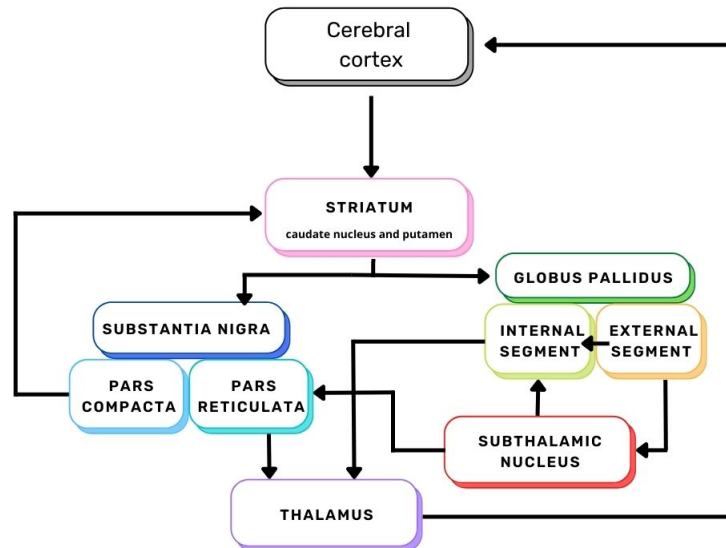 Cerebral
cortex
STRIATUM
caudate nucleus and putamen
GLOBUS PALLIDUS
SUBSTANTIA NIGRA
INTERNAL
SEGMENT
EXTERNAL
SEGMENT
PARS
COMPACTA
PARS
RETICULATA
SUBTHALAMIC
NUCLEUS
THALAMUS